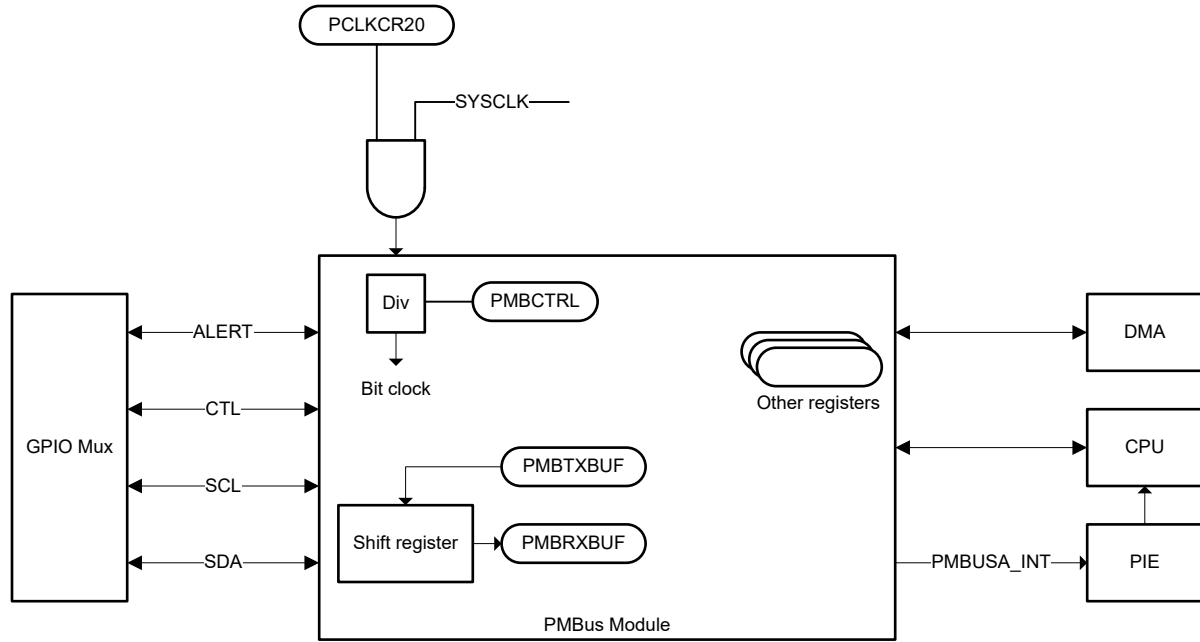 PCLKCR20
SYSCLK
Div
PMBCTRL
ALERT
DMA
Bit clock
Other registers
CTL
GPIO Mux
CPU
PMBTXBUF
SCL
Shift register
PMBRXBUF
SDA
PMBUSA_INT
PIE
PMBus Module